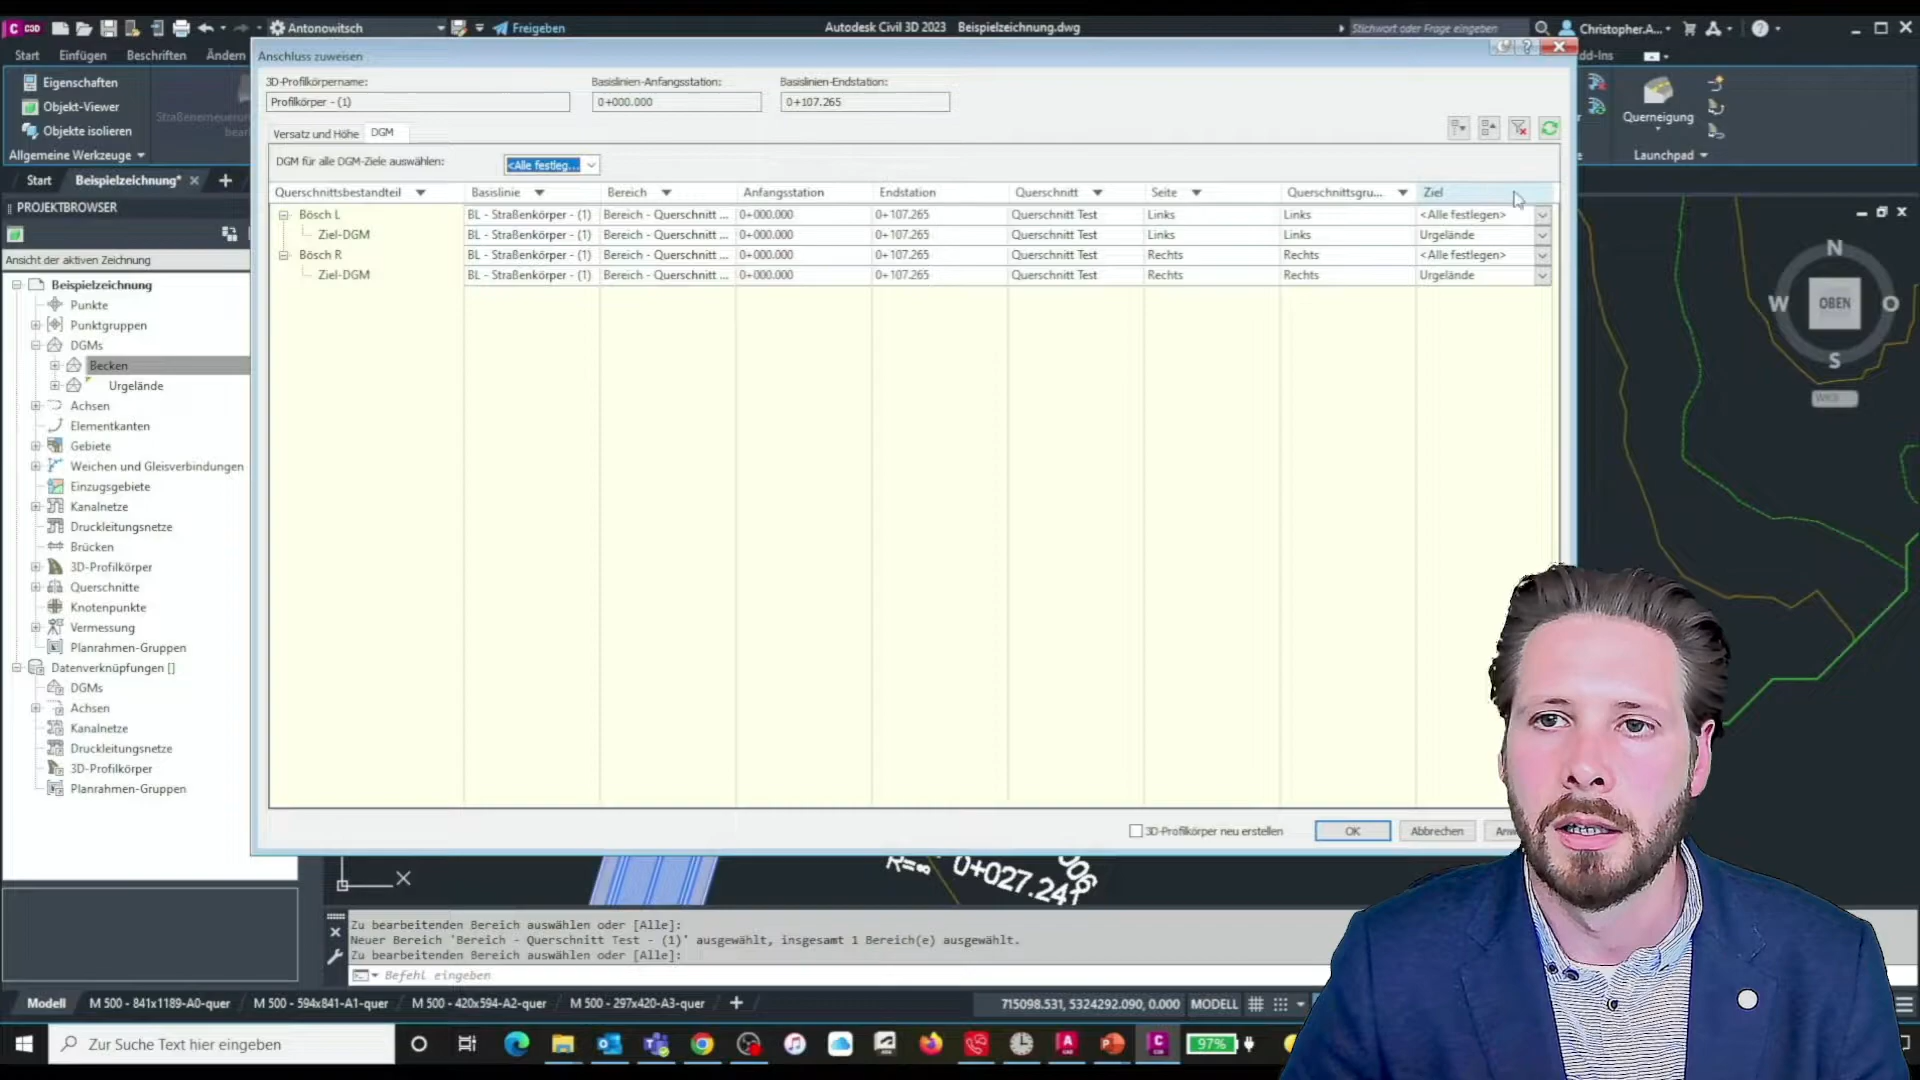 C3D
Antonowitsch
Freigeben
Autodesk Civil 3D 2023 Beispielzeichnung.dwg
Stichwort oder Frage eingeben
Christopher.A...
Start
Einfügen
Beschriften
Ändern
Anschluss zuweisen
dd-Ins
Eigenschaften
Objekt-Viewer
Objekte isolieren
Allgemeine Werkzeuge
3D-Profilkörpername:
Profilkörper - (1)
Basislinien-Anfangsstation:
0+000.000
Basislinien-Endstation:
0+107.265
Querneigung
Launchpad
Versatz und Höhe
DGM
DGM für alle DGM-Ziele auswählen:
<Alle festleg...
Start
Beispielzeichnung*
PROJEKTBROWSER
Querschnittsbestandteil Basislinie Bereich Anfangsstation Endstation Querschnitt Seite Querschnittsgru... Ziel
Bösch L BL - Straßenkörper - (1) Bereich - Querschnitt ... 0+000.000 0+107.265 Querschnitt Test Links Links <Alle festlegen>
Ziel-DGM BL - Straßenkörper - (1) Bereich - Querschnitt ... 0+000.000 0+107.265 Querschnitt Test Links Links Urgelände
Bösch R BL - Straßenkörper - (1) Bereich - Querschnitt ... 0+000.000 0+107.265 Querschnitt Test Rechts Rechts <Alle festlegen>
Ziel-DGM BL - Straßenkörper - (1) Bereich - Querschnitt ... 0+000.000 0+107.265 Querschnitt Test Rechts Rechts Urgelände
Ansicht der aktiven Zeichnung
Beispielzeichnung
Punkte
Punktgruppen
DGMs
Becken
Urgelände
Achsen
Elementkanten
Gebiete
Weichen und Gleisverbindungen
Einzugsgebiete
Kanalnetze
Druckleitungsnetze
Brücken
3D-Profilkörper
Querschnitte
Knotenpunkte
Vermessung
Planrahmen-Gruppen
Datenverknüpfungen []
DGMs
Achsen
Kanalnetze
Druckleitungsnetze
3D-Profilkörper
Planrahmen-Gruppen
N
W OBEN O
S
WKS
3D-Profilkörper neu erstellen
OK
Abbrechen
Anw
X
R=∞ 0+027.241
Zu bearbeitenden Bereich auswählen oder [Alle]:
Neuer Bereich 'Bereich - Querschnitt Test - (1)' ausgewählt, insgesamt 1 Bereich(e) ausgewählt.
Zu bearbeitenden Bereich auswählen oder [Alle]:
Befehl eingeben
Modell
M 500 - 841x1189-A0-quer
M 500 - 594x841-A1-quer
M 500 - 420x594-A2-quer
M 500 - 297x420-A3-quer
715098.531, 5324292.090, 0.000 MODELL
Zur Suche Text hier eingeben
97%